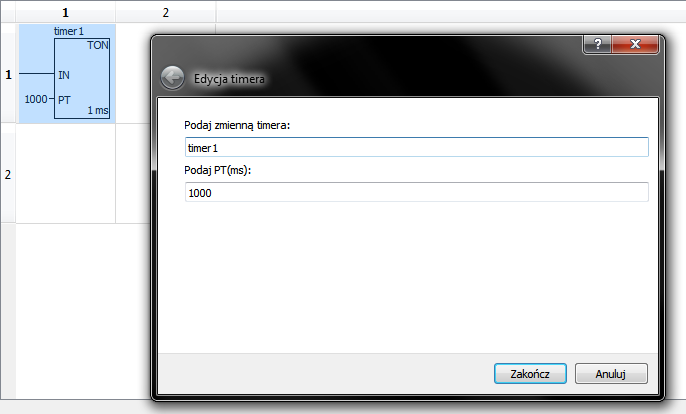 1 2
timer1
TON
1
IN
1000 PT
1 ms
2
?
X
Edycja timera
Podaj zmienną timera:
timer1
Podaj PT(ms):
1000
Zakończ Anuluj